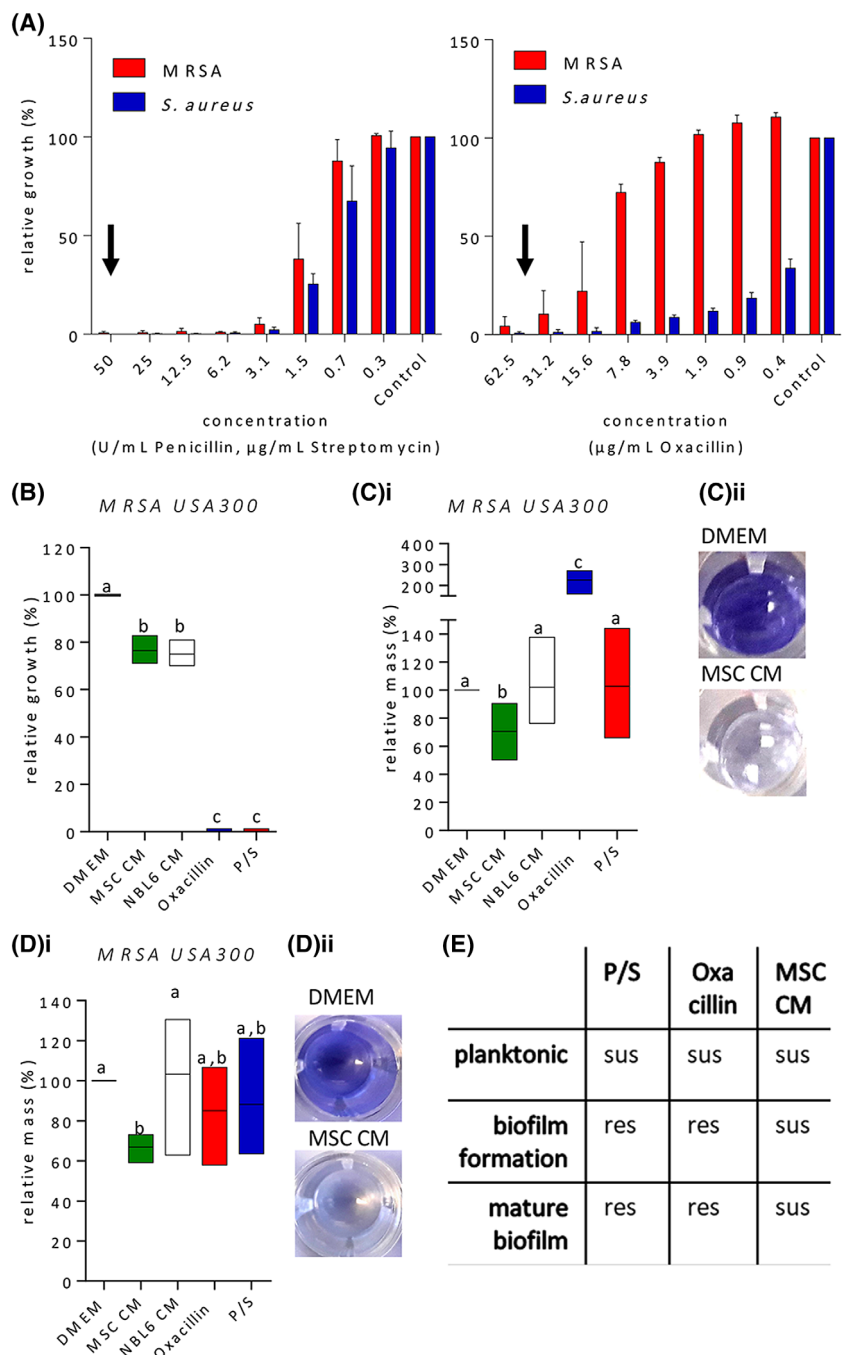 (A)
150
100
50
0
relative growth (%)
MRSA
S. aureus
50 25 12.5 6.2 3.1 1.5 0.7 0.3 Control
concentration
(U/mL Penicillin, µg/mL Streptomycin)
150
100
50
0
MRSA
S.aureus
62.5 31.2 15.6 7.8 3.9 1.9 0.9 0.4 Control
concentration
(µg/mL Oxacillin)
(B)
MRSA USA300
120
100
80
60
40
20
0
relative growth (%)
a
b b
c c
DMEM MSC CM NBL6 CM Oxacillin P/S
(C)i
MRSA USA300
400
300
200
140
120
100
80
60
40
20
0
relative mass (%)
a b a c a
DMEM MSC CM NBL6 CM Oxacillin P/S
(C)ii
DMEM
MSC CM
(D)i
MRSA USA300
140
120
100
80
60
40
20
0
relative mass (%)
a b a a,b a,b
DMEM MSC CM NBL6 CM Oxacillin P/S
(D)ii
DMEM
MSC CM
(E)
P/S Oxa cillin MSC CM
planktonic sus sus sus
biofilm formation res res sus
mature biofilm res res sus